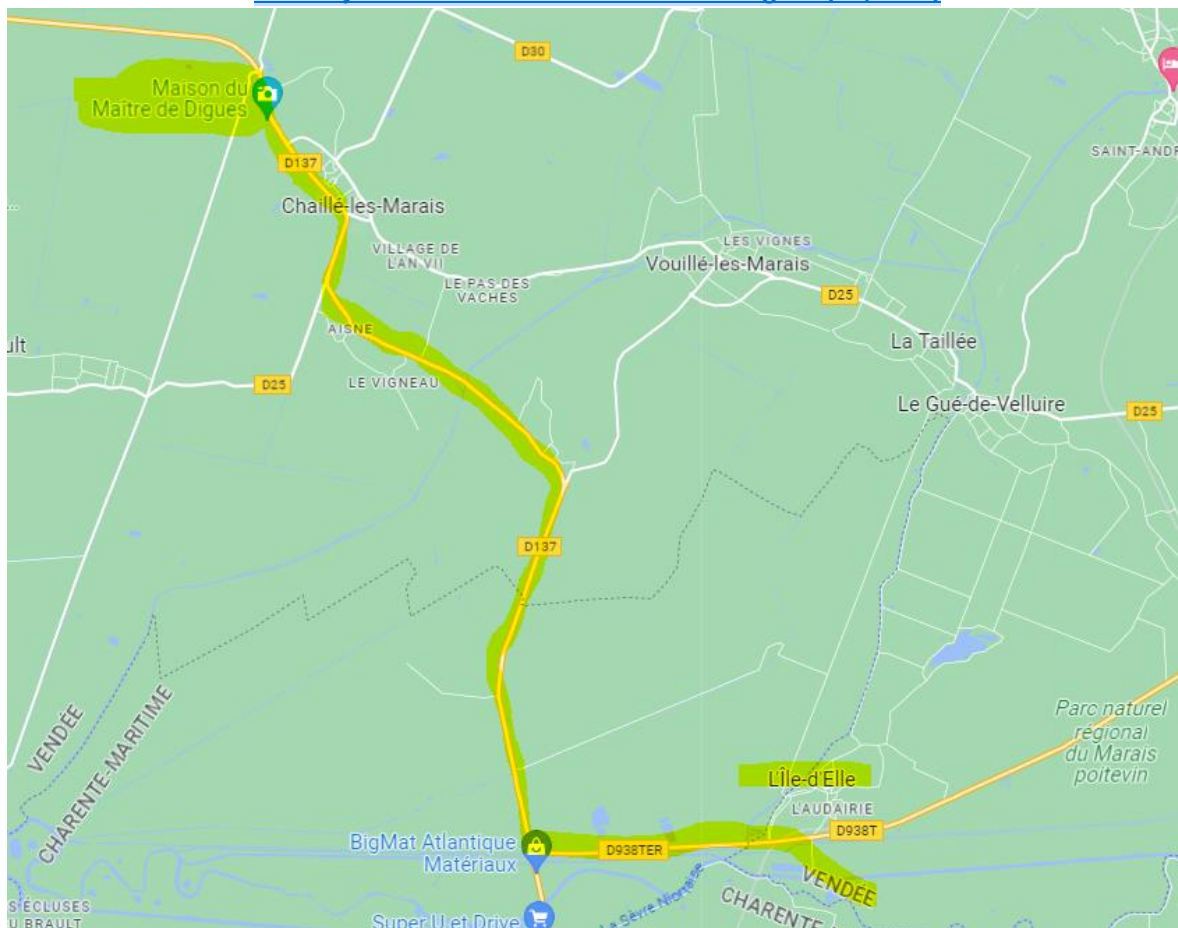 D30
Maison du
Maître de Digues
SAINT-ANDR
D137
Chaillé-les-Marais
VILLAGE DE
L'AN VII
LES VIGNES
Vouillé-les-Marais
LE PAS DES
VACHES
D25
AISNE
ult
La Taillée
D25
LE VIGNEAU
Le Gué-de-Velluire
D25
D137
VENDÉE
CHARENTE-MARITIME
Parc naturel
régional
du Marais
poitevin
L'Île-d'Elle
LAUDAIRIE
D938T
BigMat Atlantique
Matériaux
D938TER
VENDÉE
La Sèvre Niortaise
CHARENTE
S ÉCLUSES
U BRAULT
Super U et Drive